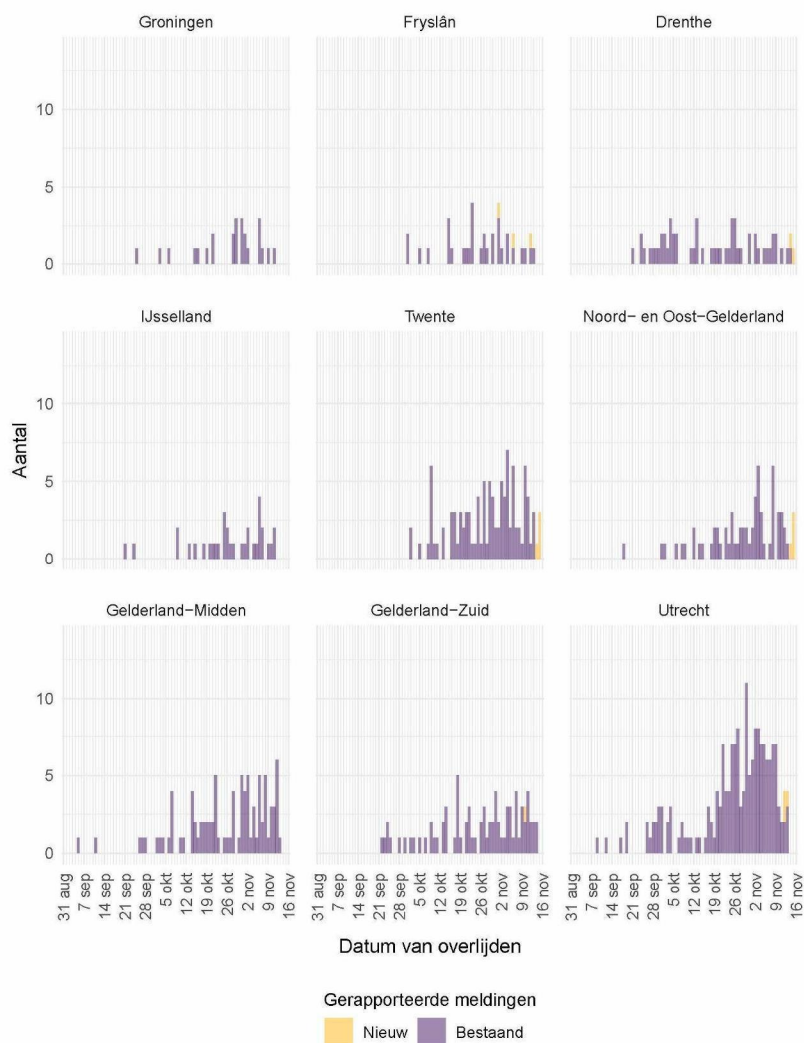 Groningen
Fryslân
Drenthe
10
5
0
IJsselland
Twente
Noord- en Oost-Gelderland
10
5
0
Aantal
Gelderland-Midden
Gelderland-Zuid
Utrecht
10
5
0
31 aug
7 sep
14 sep
21 sep
28 sep
5 okt
12 okt
19 okt
26 okt
2 nov
9 nov
16 nov
31 aug
7 sep
14 sep
21 sep
28 sep
5 okt
12 okt
19 okt
26 okt
2 nov
9 nov
16 nov
31 aug
7 sep
14 sep
21 sep
28 sep
5 okt
12 okt
19 okt
26 okt
2 nov
9 nov
16 nov
Datum van overlijden
Gerapporteerde meldingen
Nieuw Bestaand